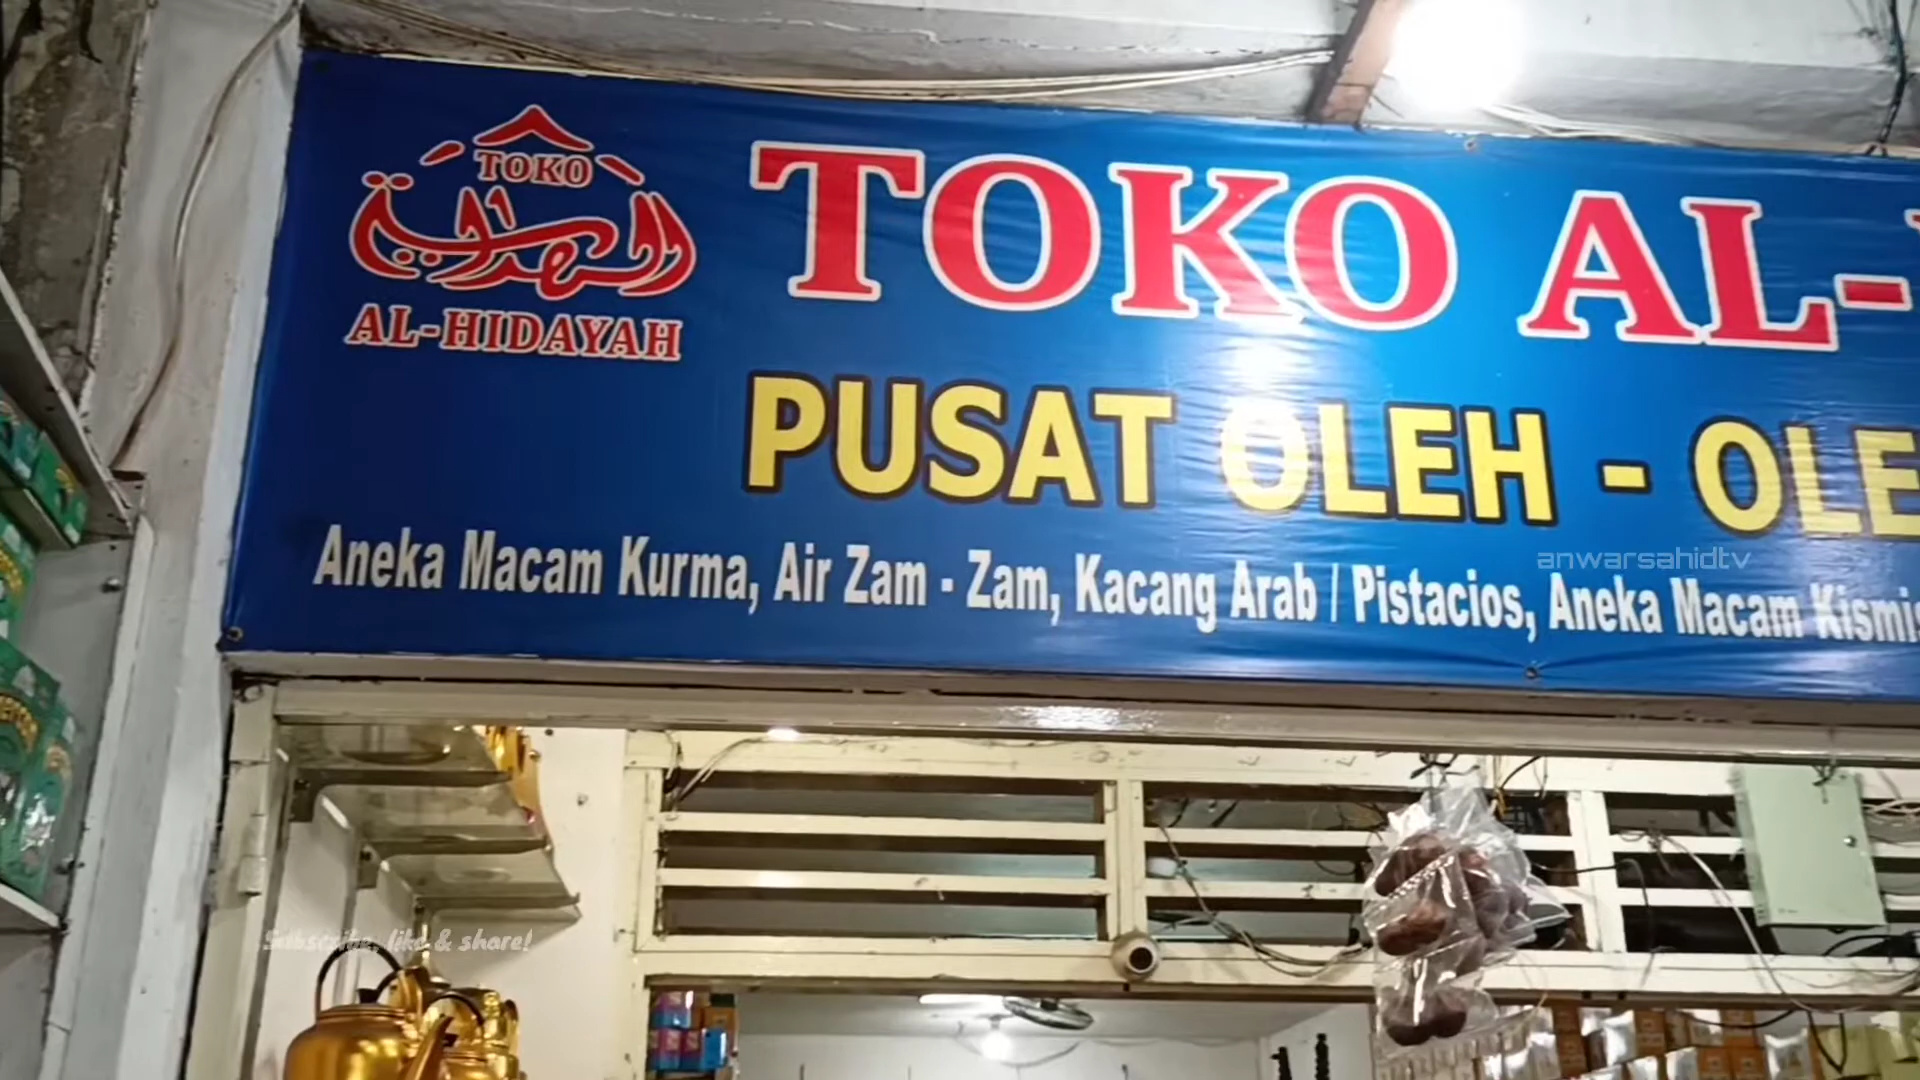 TOKO
الهداية
AL-HIDAYAH
TOKO AL-
PUSAT OLEH - OLE
Aneka Macam Kurma, Air Zam - Zam, Kacang Arab / Pistacios, Aneka Macam Kismis
anwarsahidtv
Subscribe, like & share!